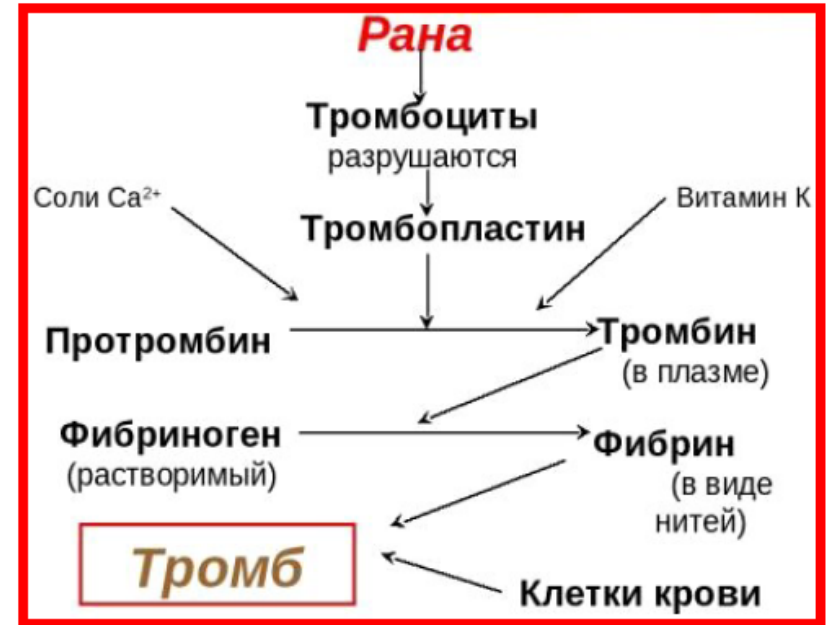 Рана
Тромбоциты
разрушаются
Соли Ca²⁺
Витамин К
Тромбопластин
Протромбин
Тромбин
(в плазме)
Фибриноген
(растворимый)
Фибрин
(в виде
нитей)
Тромб
Клетки крови